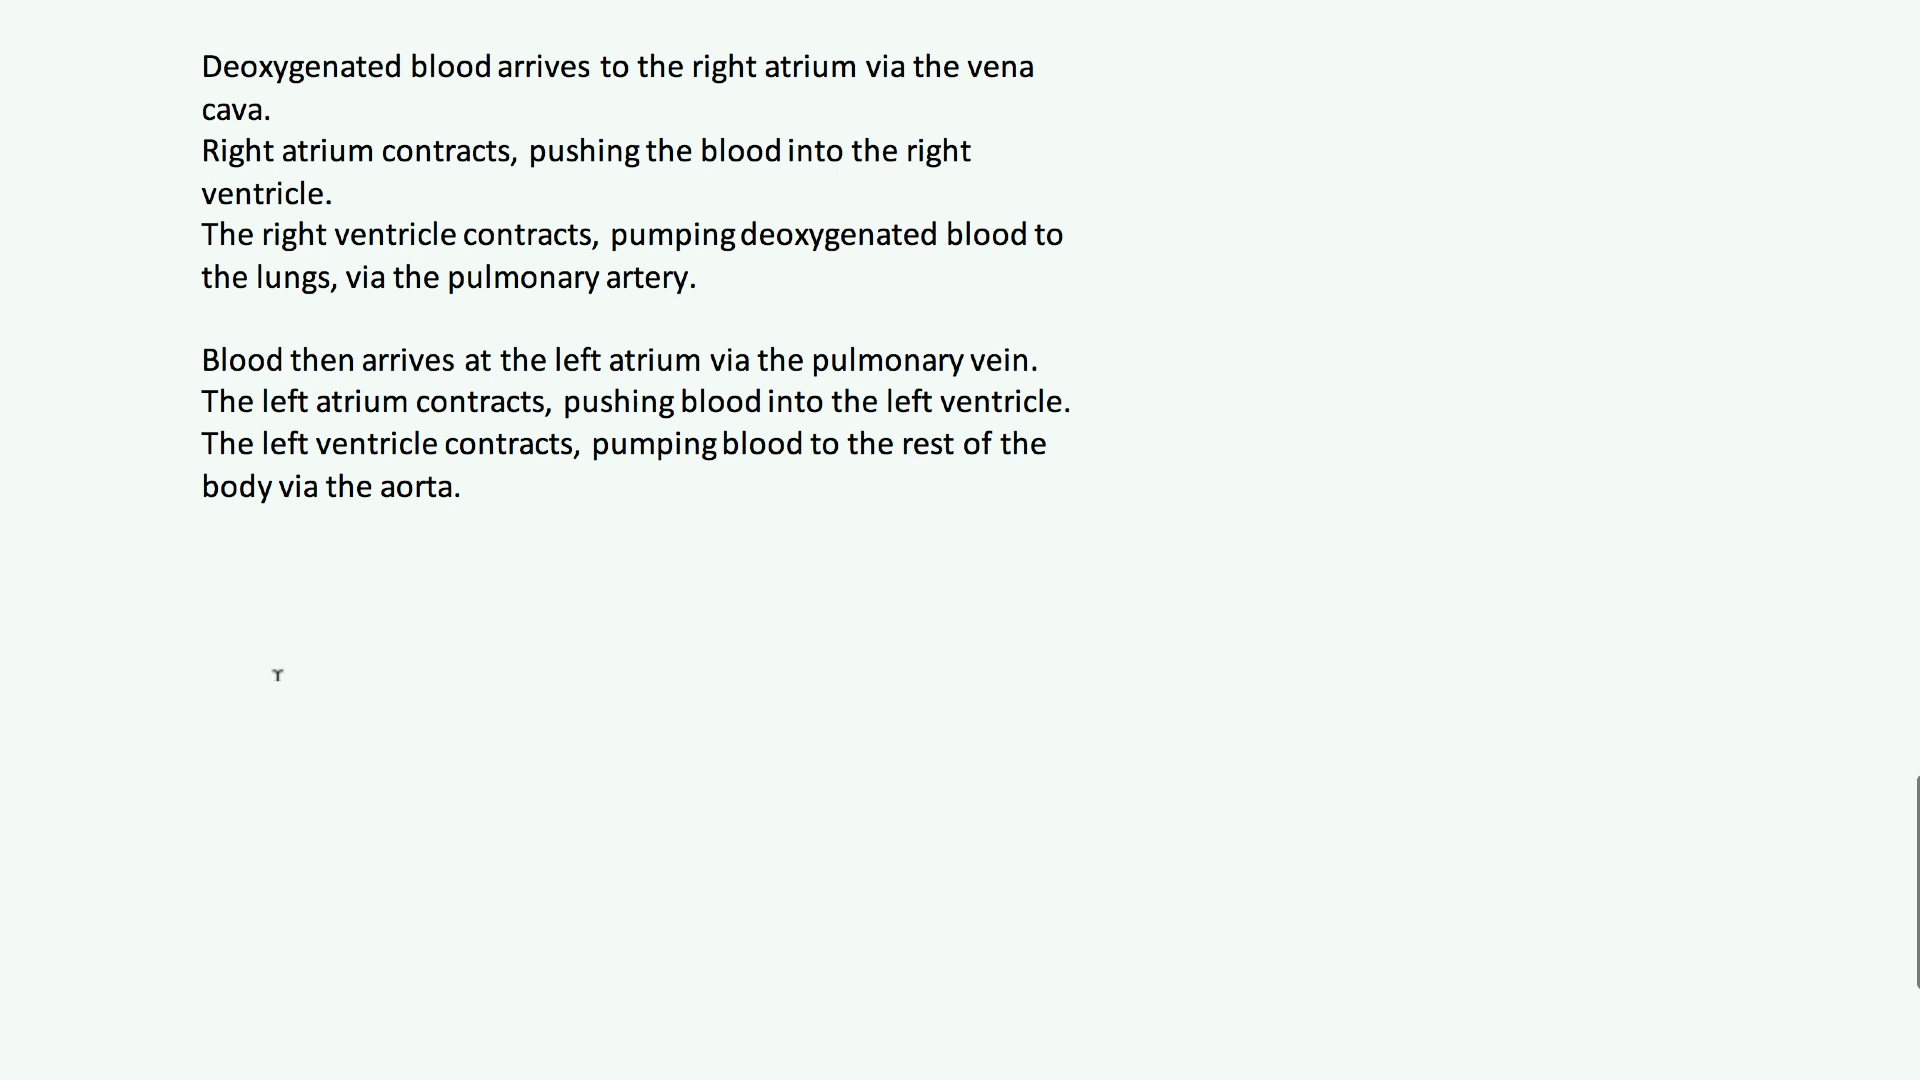 Deoxygenated blood arrives to the right atrium via the vena
cava.
Right atrium contracts, pushing the blood into the right
ventricle.
The right ventricle contracts, pumping deoxygenated blood to
the lungs, via the pulmonary artery.
Blood then arrives at the left atrium via the pulmonary vein.
The left atrium contracts, pushing blood into the left ventricle.
The left ventricle contracts, pumping blood to the rest of the
body via the aorta.